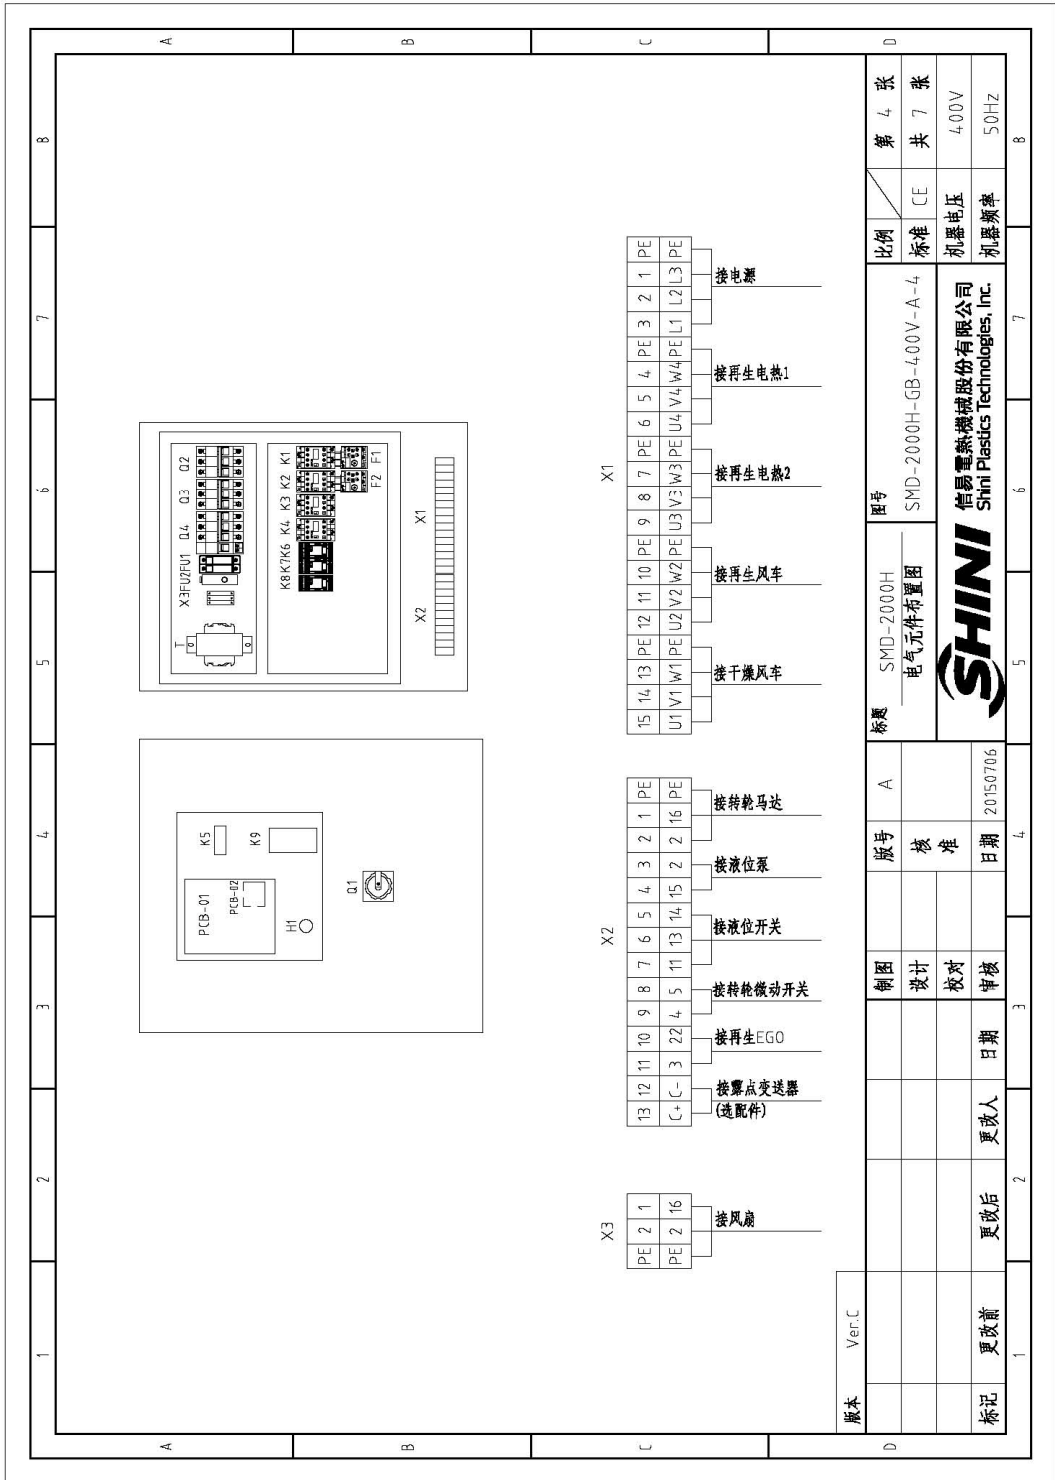 1 2 3 4 5 6 7 8
A
B
C
D
PCB-01
PCB-02
K5
K9
H1
Q1
T
X3FU2FU1 Q4 Q3 Q2
K8K7K6 K4 K3 K2 K1
F2 F1
X2 X1
X3
PE 2 1
PE 2 16
接风扇
X2
13 12 11 10 9 8 7 6 5 4 3 2 1 PE
C+ C- 3 22 4 5 11 13 14 15 2 2 16 PE
接露点变送器
(选配件)
接再生EGO
接转轮微动开关
接液位开关
接液位泵
接转轮马达
X1
15 14 13 PE 12 11 10 PE 9 8 7 PE 6 5 4 PE 3 2 1 PE
U1 V1 W1 PE U2 V2 W2 PE U3 V3 W3 PE U4 V4 W4 PE L1 L2 L3 PE
接干燥风车
接再生风车
接再生电热2
接再生电热1
接电源
版本 Ver.C
标记 更改前 更改后 更改人 日期
制图
设计
校对
审核
版号 A
核准
日期 20150706
标题 SMD-2000H
电气元件布置图
图号
SMD-2000H-GB-400V-A-4
SHINI
信易電熱機械股份有限公司
Shini Plastics Technologies, Inc.
比例 第 4 张
标准 CE 共 7 张
机器电压 400V
机器频率 50Hz
A
B
C
D
1 2 3 4 5 6 7 8